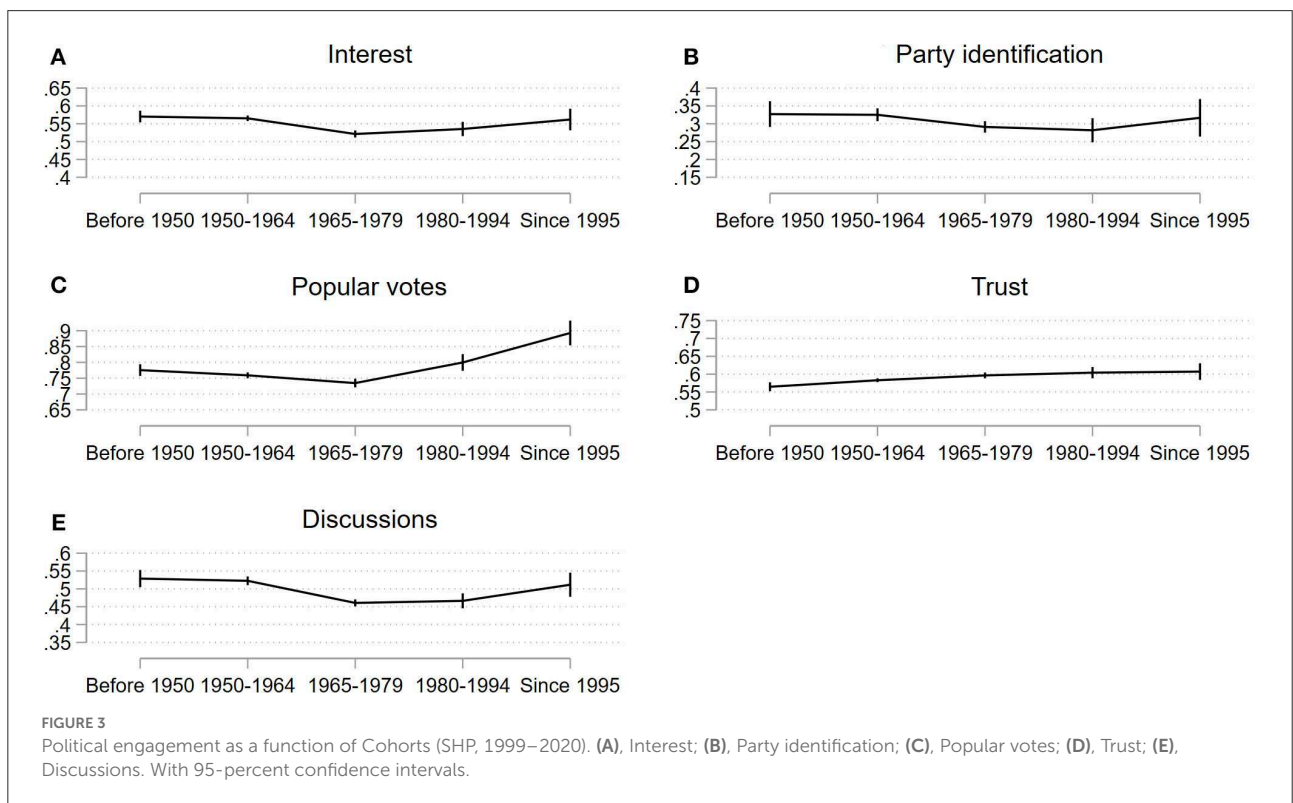 A
Interest
.65
.6
.55
.5
.45
.4
Before 1950 1950-1964 1965-1979 1980-1994 Since 1995
B
Party identification
.4
.35
.3
.25
.2
.15
Before 1950 1950-1964 1965-1979 1980-1994 Since 1995
C
Popular votes
.9
.85
.8
.75
.7
.65
Before 1950 1950-1964 1965-1979 1980-1994 Since 1995
D
Trust
.75
.7
.65
.6
.55
.5
Before 1950 1950-1964 1965-1979 1980-1994 Since 1995
E
Discussions
.6
.55
.5
.45
.4
.35
Before 1950 1950-1964 1965-1979 1980-1994 Since 1995
FIGURE 3
Political engagement as a function of Cohorts (SHP, 1999–2020). (A), Interest; (B), Party identification; (C), Popular votes; (D), Trust; (E),
Discussions. With 95-percent confidence intervals.